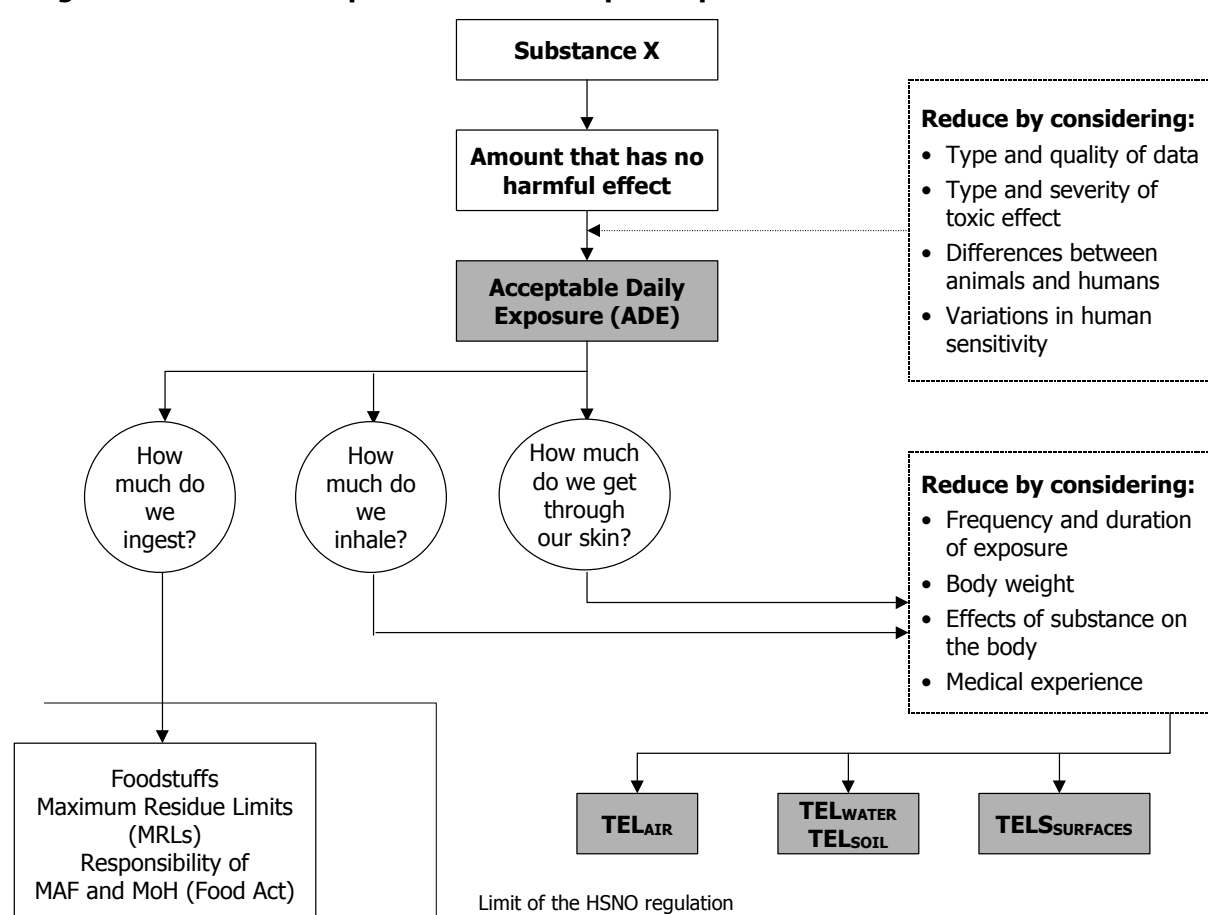 Substance X
Amount that has no
harmful effect
Reduce by considering:
• Type and quality of data
• Type and severity of
toxic effect
• Differences between
animals and humans
• Variations in human
sensitivity
Acceptable Daily
Exposure (ADE)
How
much do
we
ingest?
How
much do
we
inhale?
How much
do we get
through
our skin?
Reduce by considering:
• Frequency and duration
of exposure
• Body weight
• Effects of substance on
the body
• Medical experience
Foodstuffs
Maximum Residue Limits
(MRLs)
Responsibility of
MAF and MoH (Food Act)
TELAIR
TELWATER
TELSOIL
TELSSURFACES
Limit of the HSNO regulation